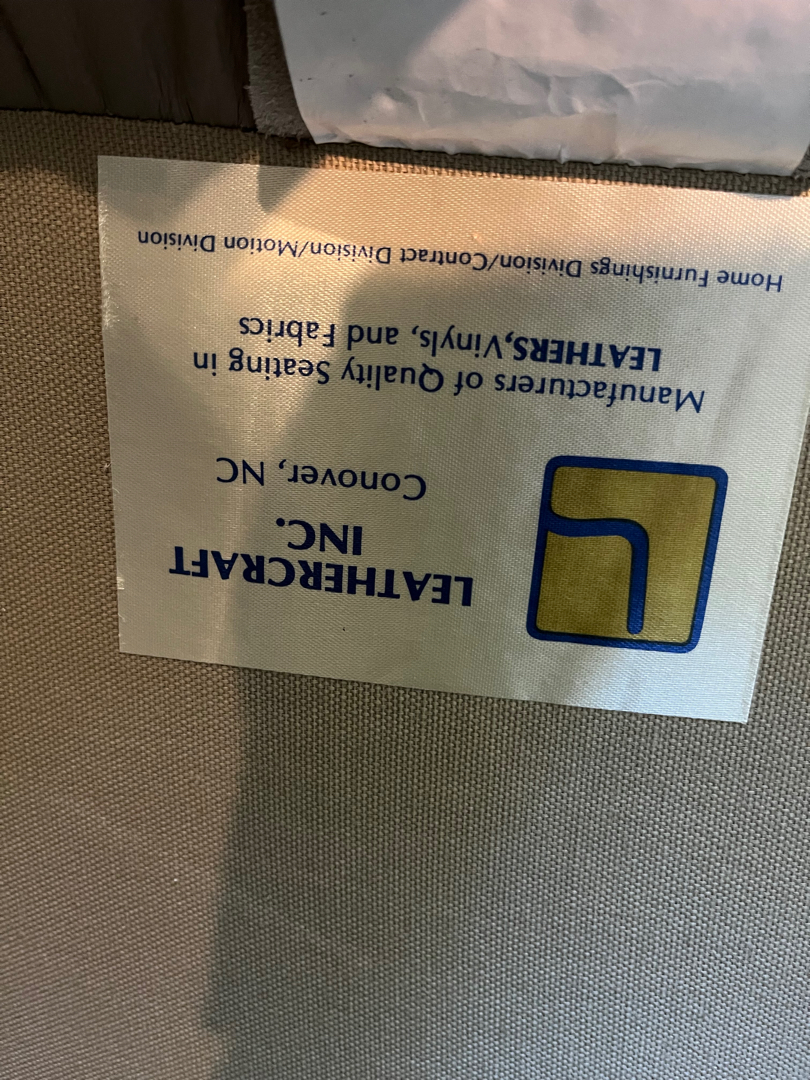 LEATHERCRAFT
INC.
Conover, NC
Manufacturers of Quality Seating in
LEATHERS,Vinyls, and Fabrics
Home Furnishings Division/Contract Division/Motion Division